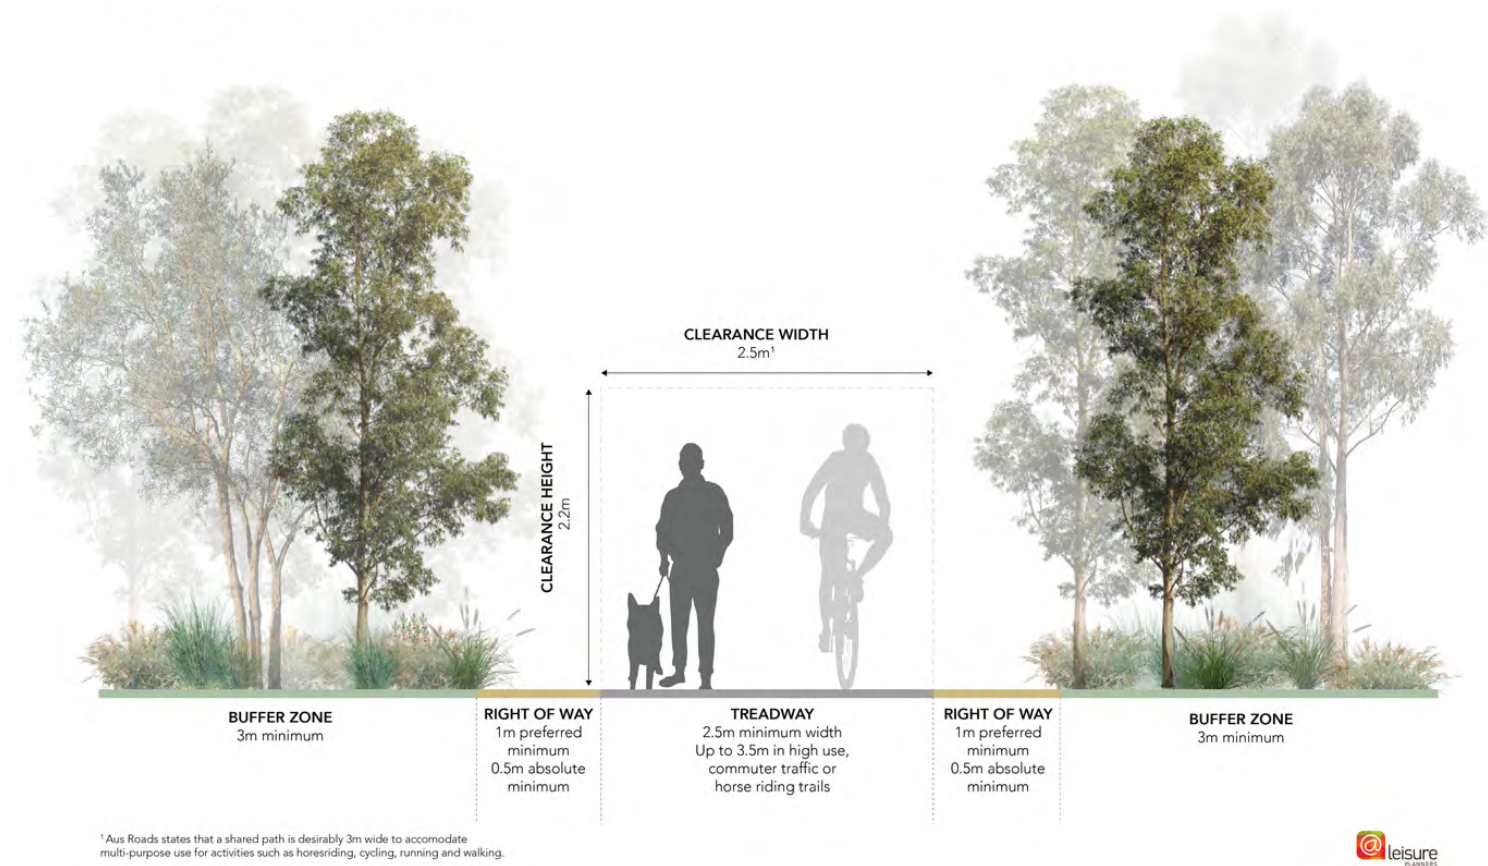 CLEARANCE WIDTH
2.5m¹
CLEARANCE HEIGHT
2.2m
BUFFER ZONE
3m minimum
RIGHT OF WAY
1m preferred
minimum
0.5m absolute
minimum
TREADWAY
2.5m minimum width
Up to 3.5m in high use,
commuter traffic or
horse riding trails
RIGHT OF WAY
1m preferred
minimum
0.5m absolute
minimum
BUFFER ZONE
3m minimum
¹ Aus Roads states that a shared path is desirably 3m wide to accomodate
multi-purpose use for activities such as horesriding, cycling, running and walking.
@leisure
PLANNERS